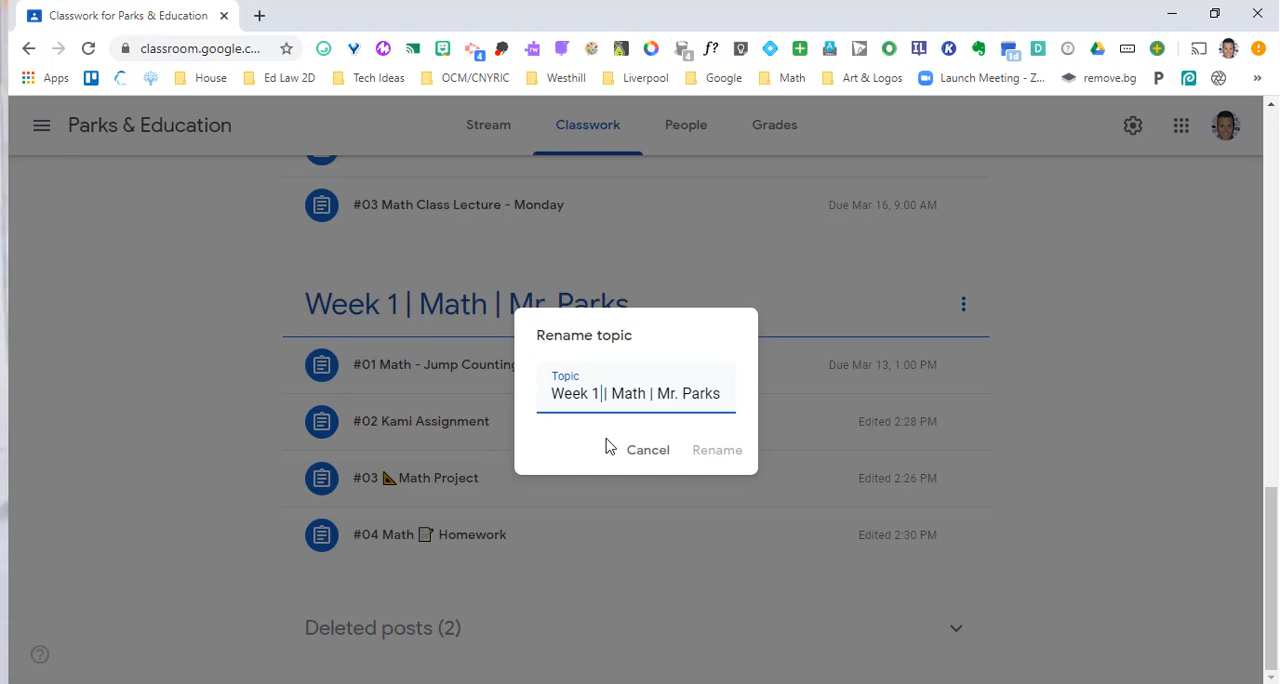 Classwork for Parks & Education
classroom.google.c...
4
4
f?
IL
K
D
1d
Apps
House
Ed Law 2D
Tech Ideas
OCM/CNYRIC
Westhill
Liverpool
Google
Math
Art & Logos
Launch Meeting - Z...
remove.bg
P
»
Parks & Education
Stream
Classwork
People
Grades
#03 Math Class Lecture - Monday
Due Mar 16, 9:00 AM
Week 1 | Math | Mr. Parks
Rename topic
Topic
Week 1 | Math | Mr. Parks
Cancel
Rename
#01 Math - Jump Counting
Due Mar 13, 1:00 PM
#02 Kami Assignment
Edited 2:28 PM
#03 📐Math Project
Edited 2:26 PM
#04 Math 📝 Homework
Edited 2:30 PM
Deleted posts (2)